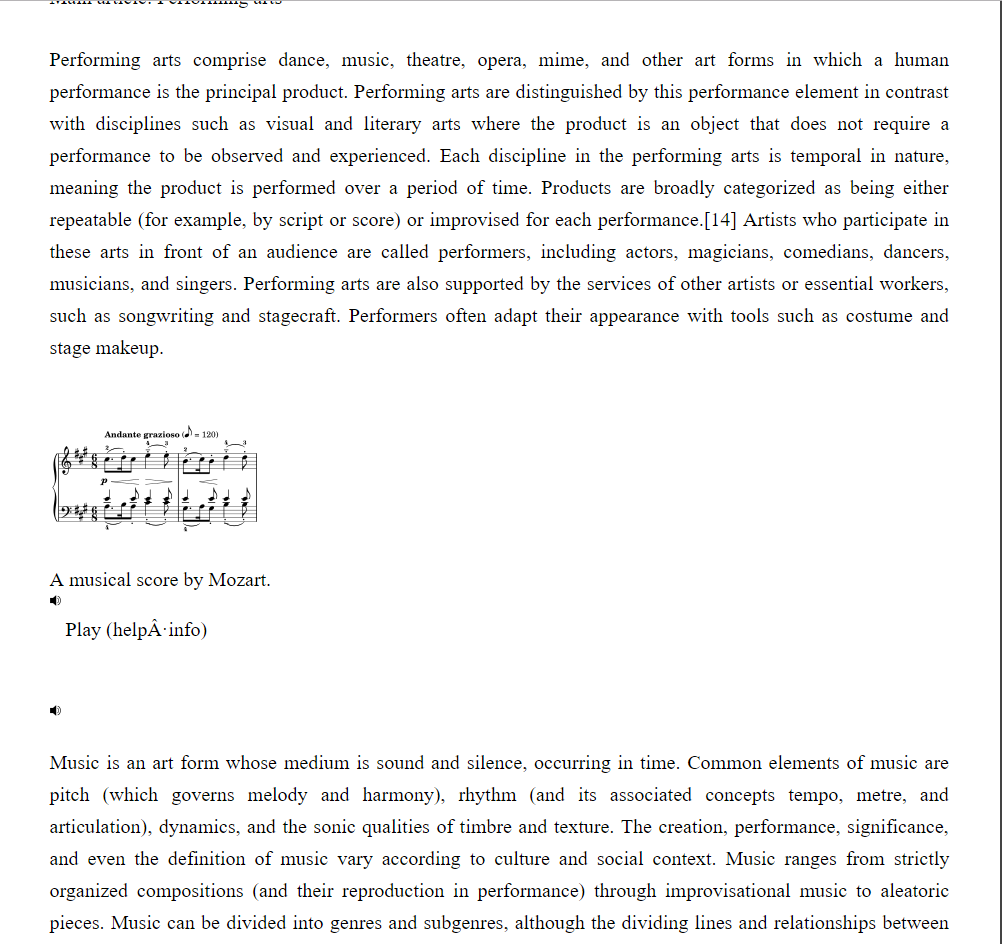 Main article: Performing arts
Performing arts comprise dance, music, theatre, opera, mime, and other art forms in which a human
performance is the principal product. Performing arts are distinguished by this performance element in contrast
with disciplines such as visual and literary arts where the product is an object that does not require a
performance to be observed and experienced. Each discipline in the performing arts is temporal in nature,
meaning the product is performed over a period of time. Products are broadly categorized as being either
repeatable (for example, by script or score) or improvised for each performance.[14] Artists who participate in
these arts in front of an audience are called performers, including actors, magicians, comedians, dancers,
musicians, and singers. Performing arts are also supported by the services of other artists or essential workers,
such as songwriting and stagecraft. Performers often adapt their appearance with tools such as costume and
stage makeup.
Andante grazioso (♪ = 120)
p
A musical score by Mozart.
Play (helpÂ·info)
Music is an art form whose medium is sound and silence, occurring in time. Common elements of music are
pitch (which governs melody and harmony), rhythm (and its associated concepts tempo, metre, and
articulation), dynamics, and the sonic qualities of timbre and texture. The creation, performance, significance,
and even the definition of music vary according to culture and social context. Music ranges from strictly
organized compositions (and their reproduction in performance) through improvisational music to aleatoric
pieces. Music can be divided into genres and subgenres, although the dividing lines and relationships between